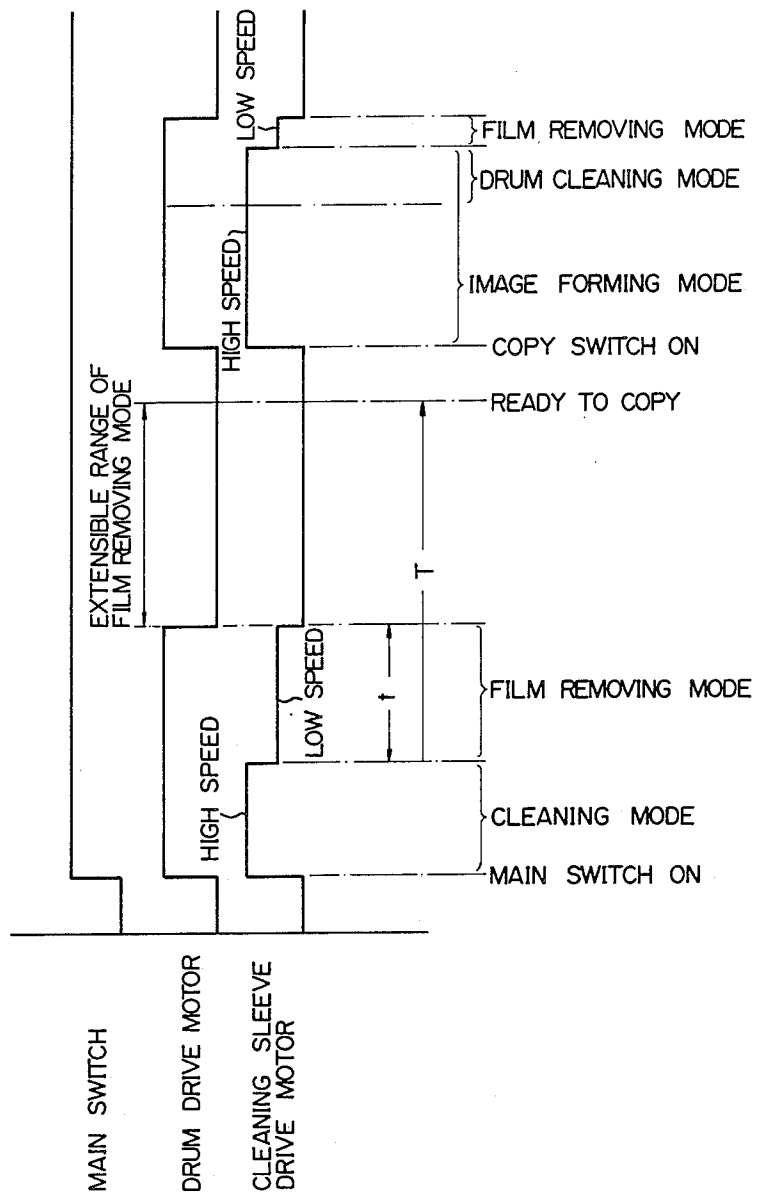 MAIN SWITCH
DRUM DRIVE MOTOR
CLEANING SLEEVE
DRIVE MOTOR
EXTENSIBLE RANGE OF
FILM REMOVING MODE
HIGH SPEED
LOW SPEED
HIGH SPEED
LOW SPEED
t
T
FILM REMOVING MODE
DRUM CLEANING MODE
IMAGE FORMING MODE
COPY SWITCH ON
READY TO COPY
FILM REMOVING MODE
CLEANING MODE
MAIN SWITCH ON